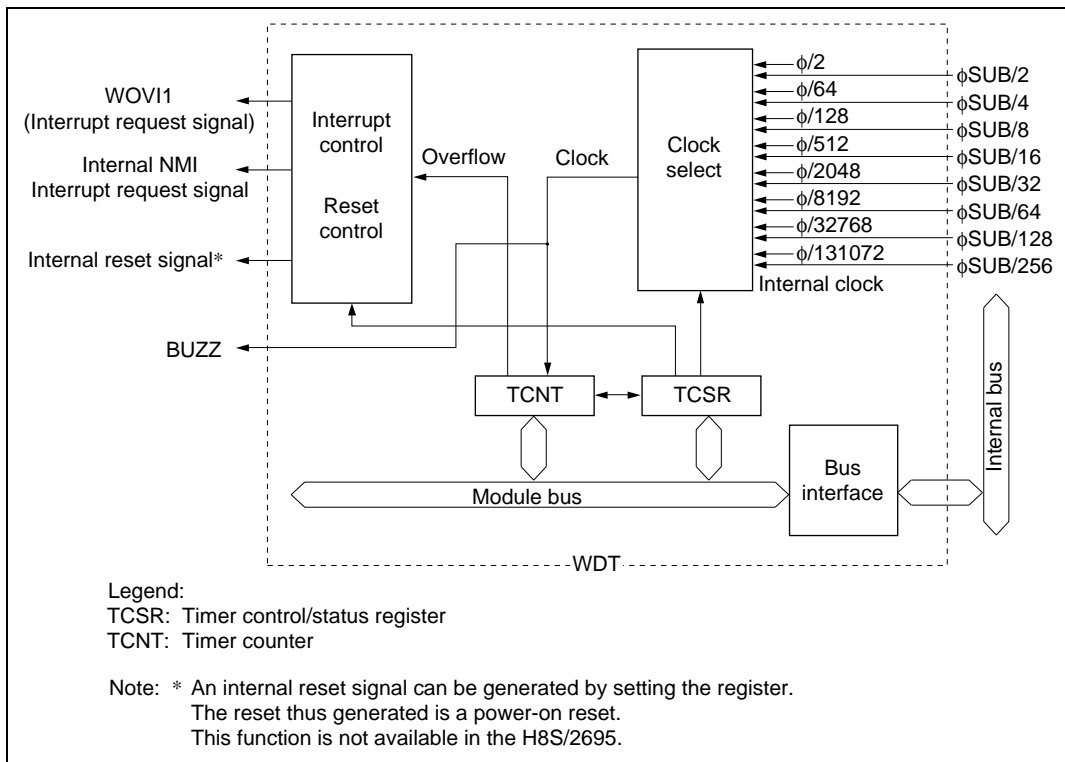 WOVI1
(Interrupt request signal)
Internal NMI
Interrupt request signal
Internal reset signal*
BUZZ
Interrupt
control
Reset
control
Overflow
Clock
Clock
select
ϕ/2
ϕ/64
ϕ/128
ϕ/512
ϕ/2048
ϕ/8192
ϕ/32768
ϕ/131072
Internal clock
ϕSUB/2
ϕSUB/4
ϕSUB/8
ϕSUB/16
ϕSUB/32
ϕSUB/64
ϕSUB/128
ϕSUB/256
TCNT
TCSR
Module bus
Bus
interface
Internal bus
WDT
Legend:
TCSR: Timer control/status register
TCNT: Timer counter
Note: * An internal reset signal can be generated by setting the register.
The reset thus generated is a power-on reset.
This function is not available in the H8S/2695.